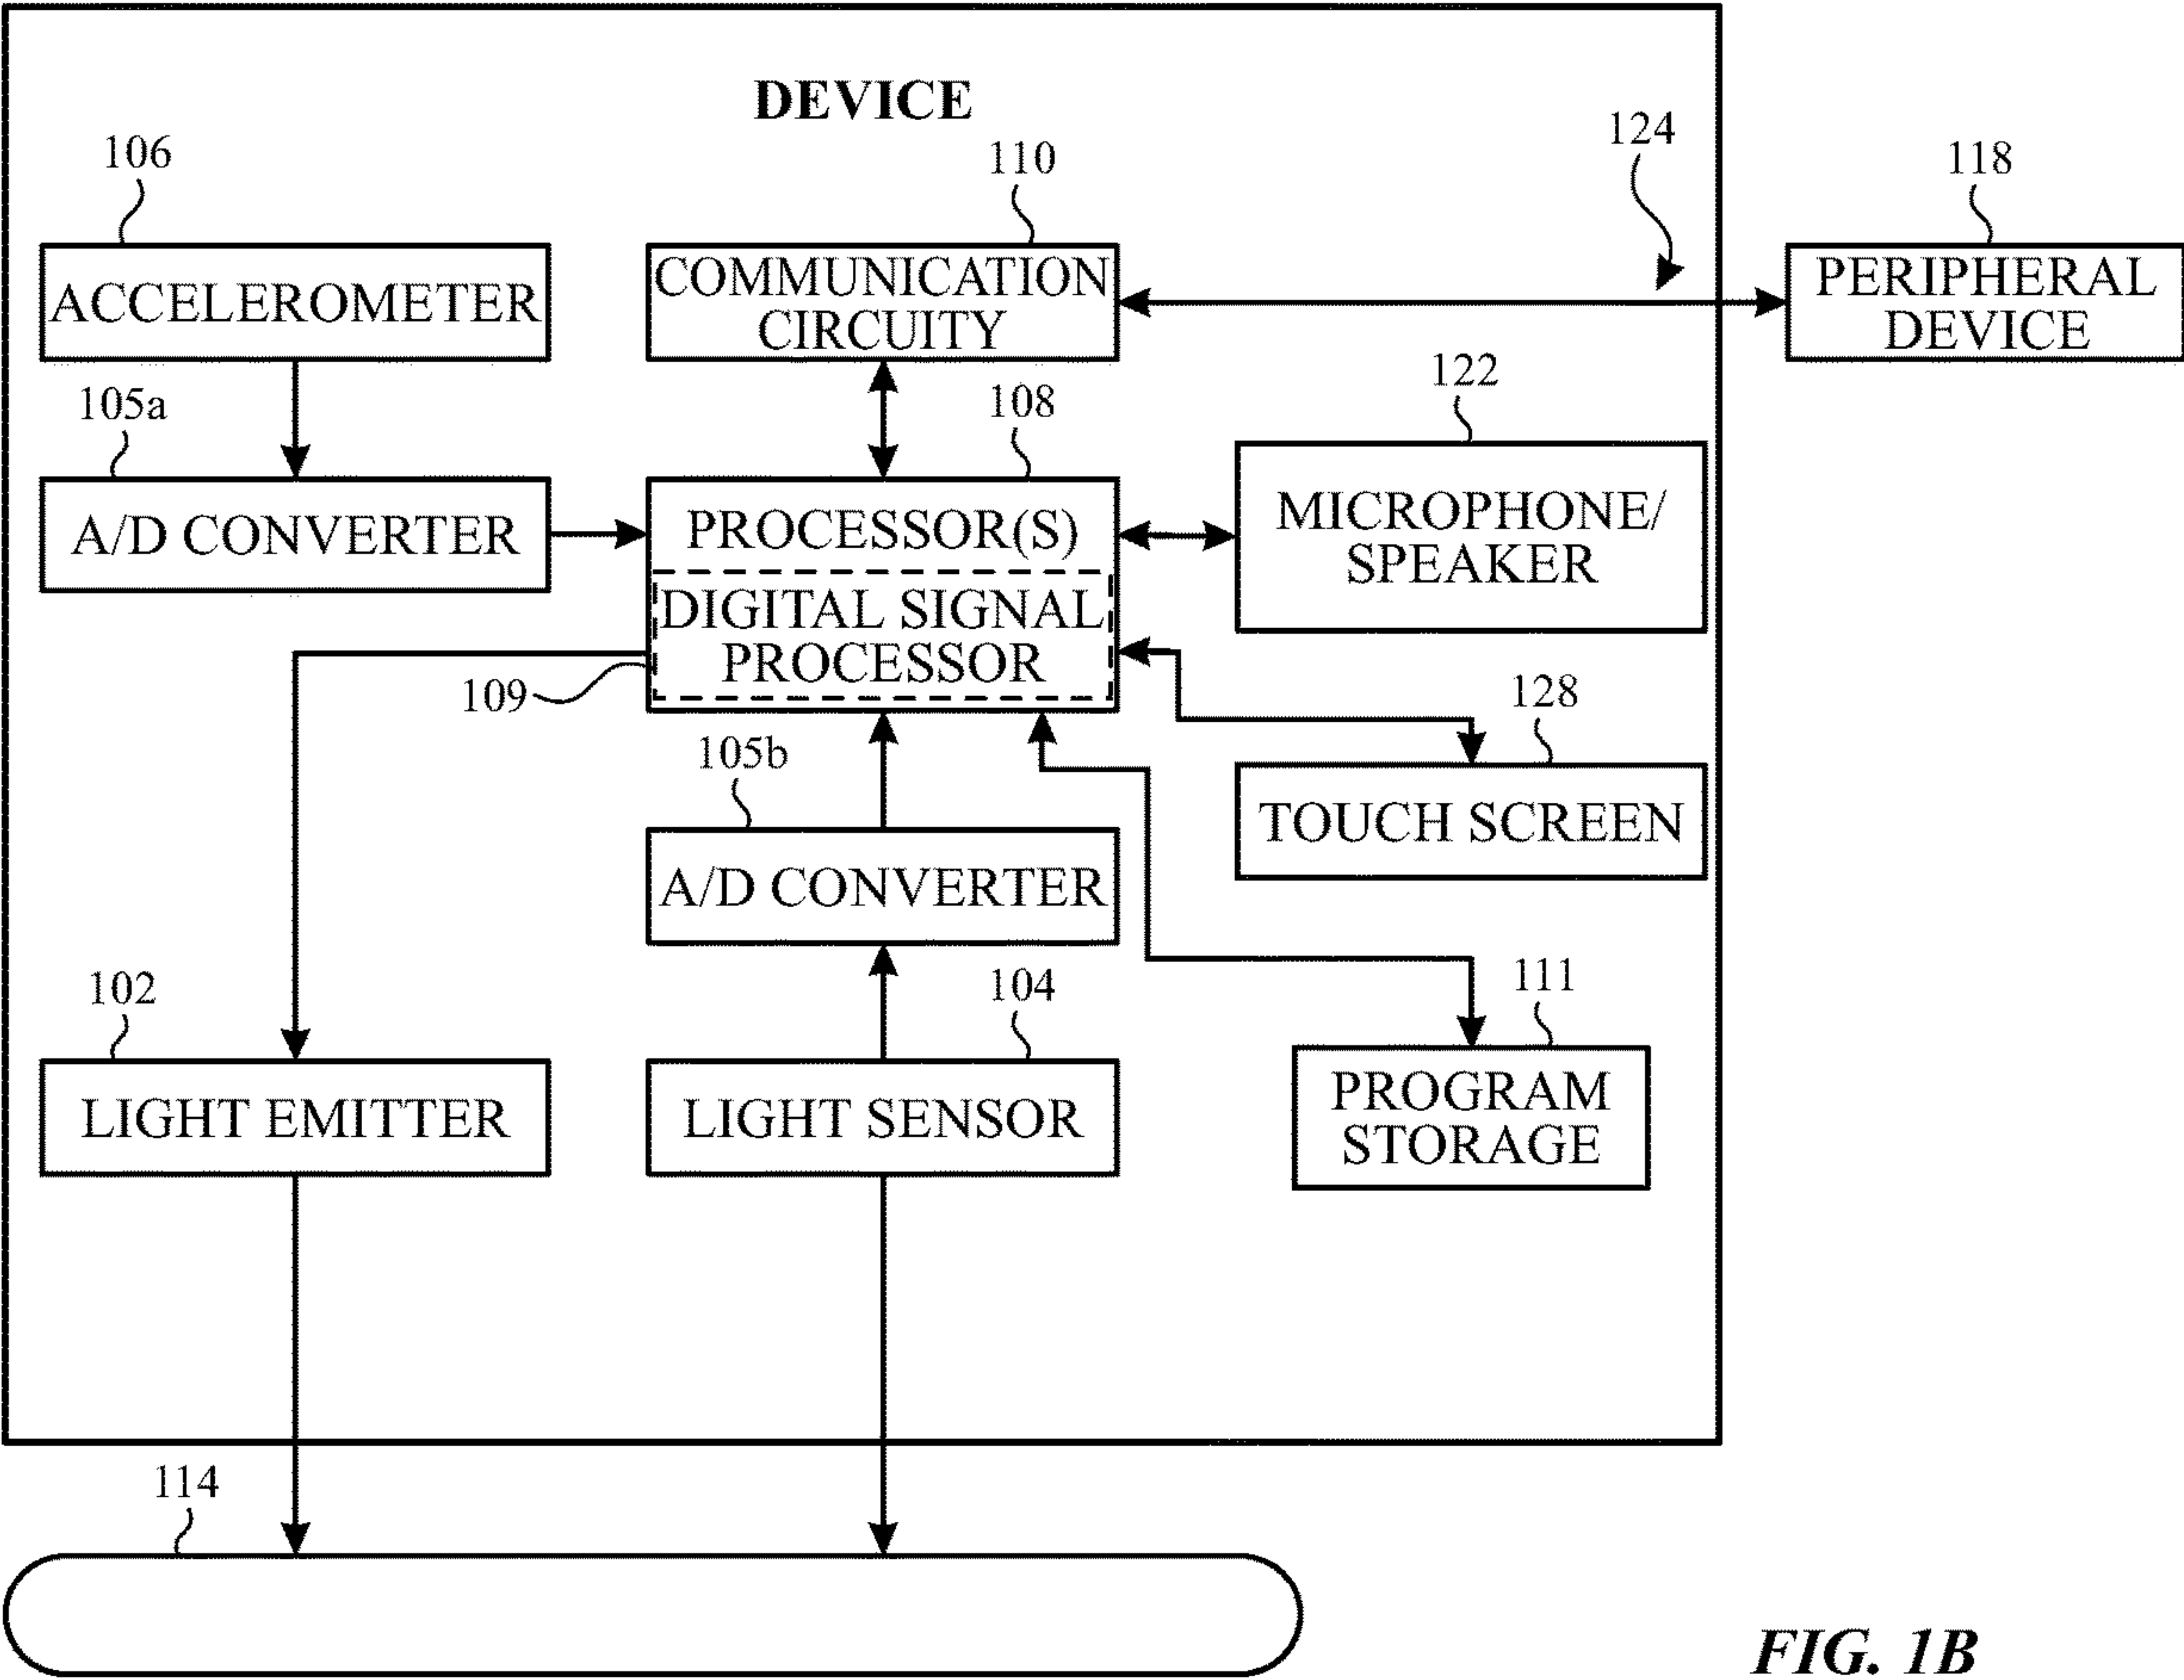 DEVICE
106
110
124
118
ACCELEROMETER
COMMUNICATION
CIRCUITY
PERIPHERAL
DEVICE
105a
108
122
A/D CONVERTER
PROCESSOR(S)
MICROPHONE/
SPEAKER
DIGITAL SIGNAL
PROCESSOR
109
128
105b
TOUCH SCREEN
A/D CONVERTER
102
104
111
LIGHT EMITTER
LIGHT SENSOR
PROGRAM
STORAGE
114
FIG. 1B